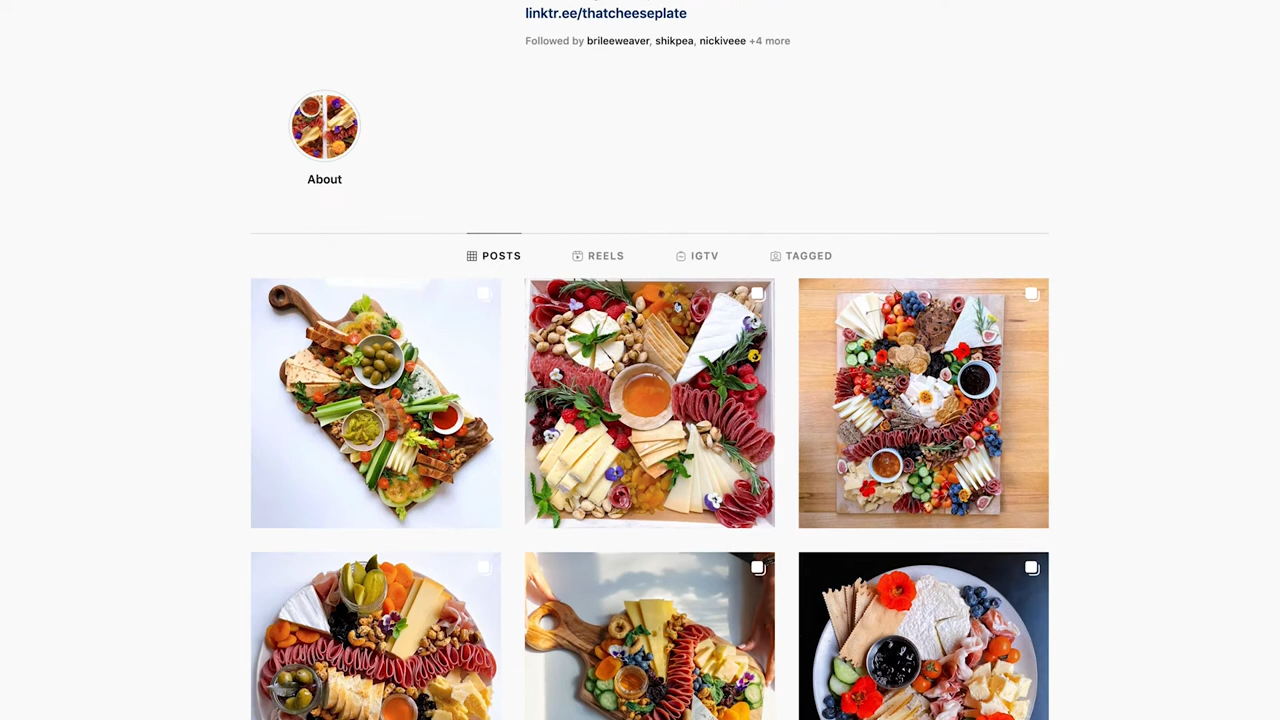 linktr.ee/thatcheeseplate
Followed by brileeweaver, shikpea, nickiveee +4 more
About
POSTS REELS IGTV TAGGED